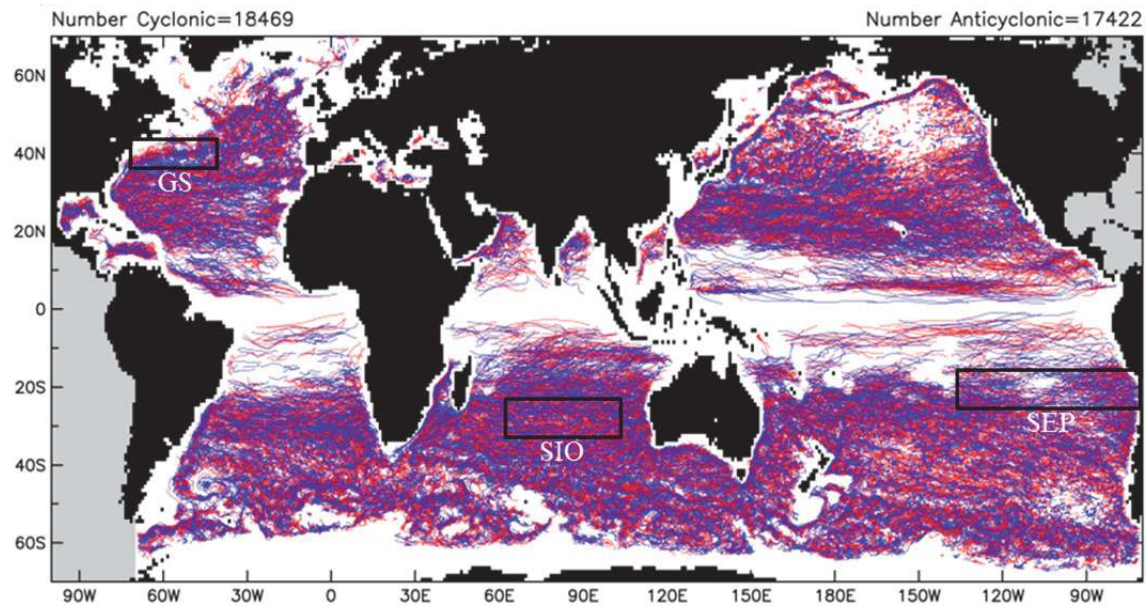 Number Cyclonic=18469 Number Anticyclonic=17422
60N
40N
GS
20N
0
20S
SEP
SIO
40S
60S
90W 60W 30W 0 30E 60E 90E 120E 150E 180E 150W 120W 90W